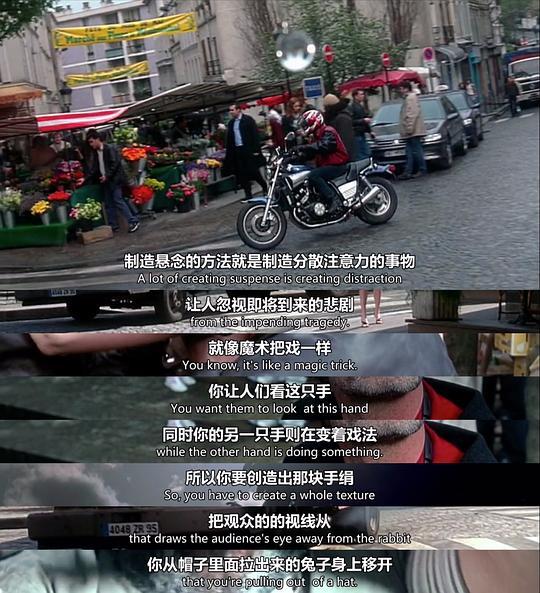 制造悬念的方法就是制造分散注意力的事物
A lot of creating suspense is creating distraction
让人忽视即将到来的悲剧
from the impending tragedy.
就像魔术把戏一样
You know, it's like a magic trick.
你让人们看这只手
You want them to look at this hand
同时你的另一只手则在变着戏法
while the other hand is doing something.
所以你要创造出那块手绢
So, you have to create a whole texture
4048 ZR 95
把观众的的视线从
that draws the audience's eye away from the rabbit
你从帽子里面拉出来的兔子身上移开
that you're pulling out of a hat.